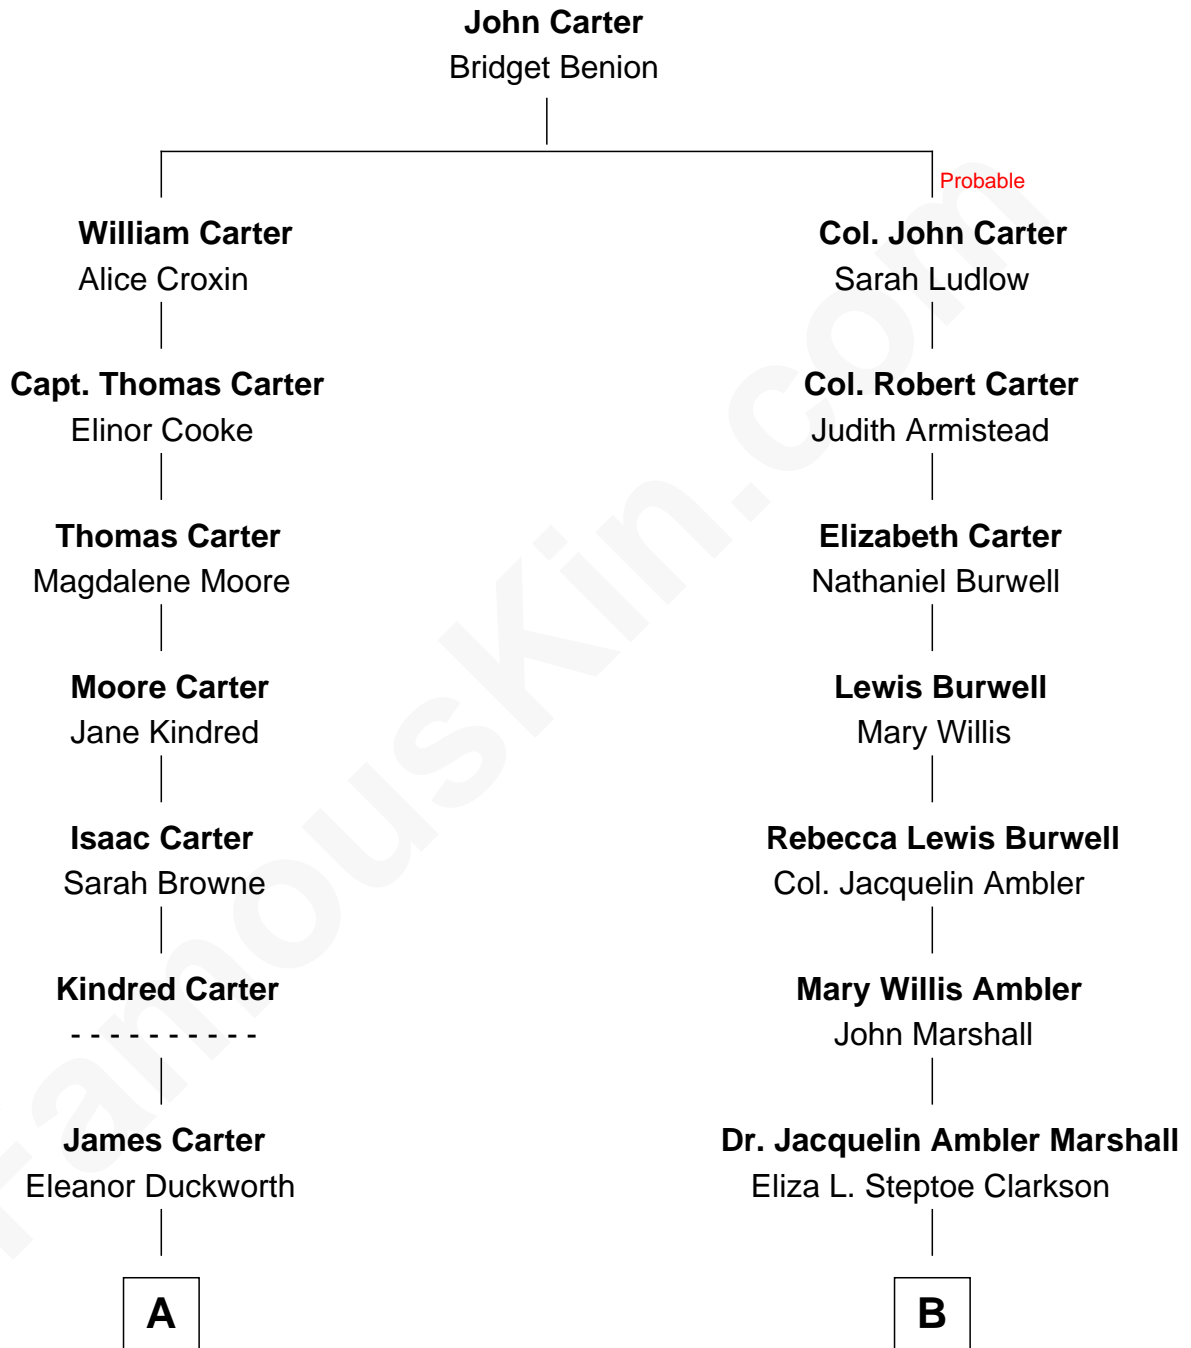 John Carter
Bridget Benion
Probable
William Carter
Alice Croxin
Col. John Carter
Sarah Ludlow
Capt. Thomas Carter
Elinor Cooke
Col. Robert Carter
Judith Armistead
Thomas Carter
Magdalene Moore
Elizabeth Carter
Nathaniel Burwell
Moore Carter
Jane Kindred
Lewis Burwell
Mary Willis
Isaac Carter
Sarah Browne
Rebecca Lewis Burwell
Col. Jacquelin Ambler
Kindred Carter
- - - - - - - - - -
Mary Willis Ambler
John Marshall
James Carter
Eleanor Duckworth
Dr. Jacquelin Ambler Marshall
Eliza L. Steptoe Clarkson
A
B
FamousKin.com